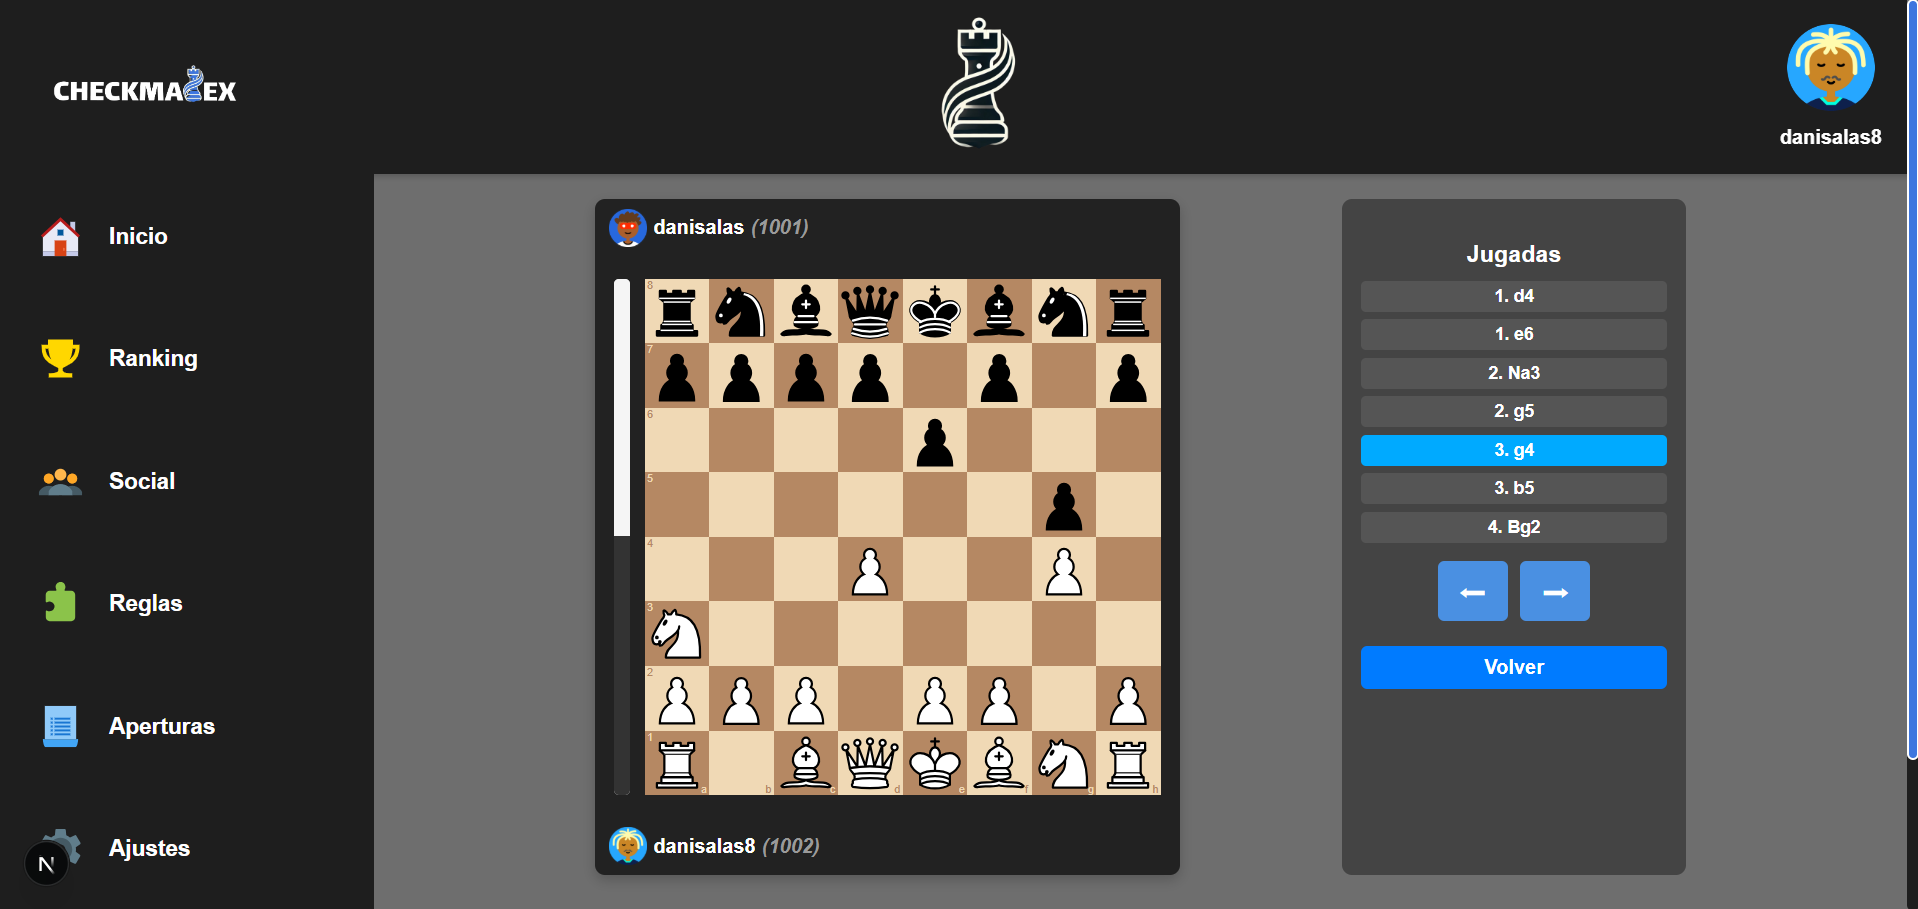 CHECKMATEX
danisalas8
Inicio
Ranking
Social
Reglas
Aperturas
Ajustes
N
danisalas (1001)
8
7
6
5
4
3
2
1
a b c d e f g h
danisalas8 (1002)
Jugadas
1. d4
1. e6
2. Na3
2. g5
3. g4
3. b5
4. Bg2
Volver